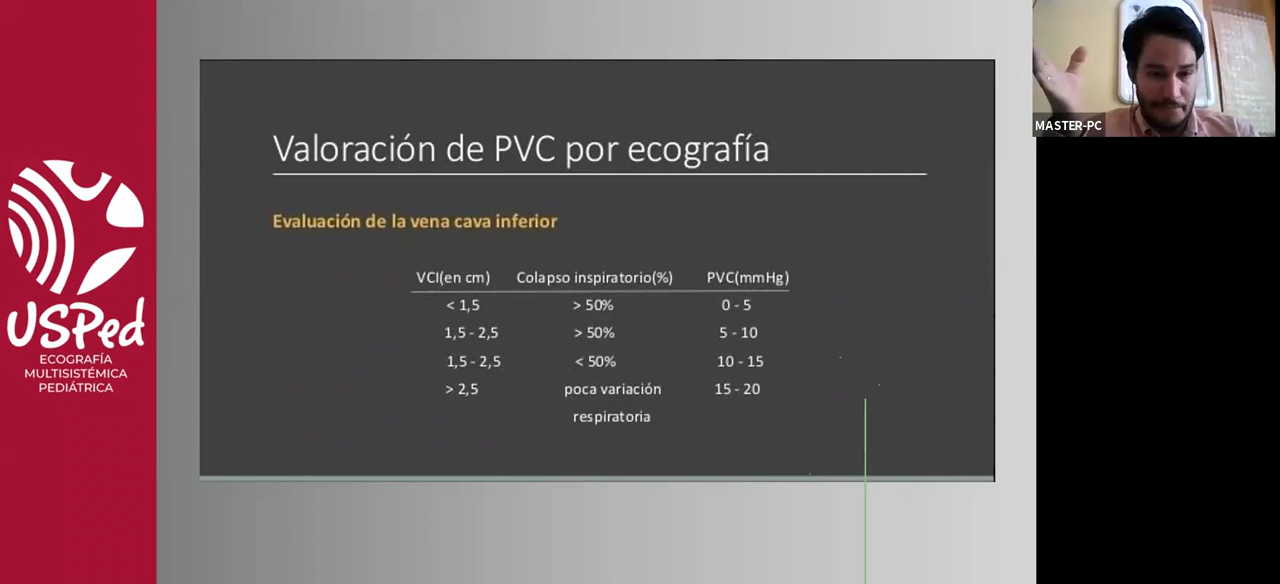 Valoración de PVC por ecografía
Evaluación de la vena cava inferior
VCI(en cm) Colapso inspiratorio(%) PVC(mmHg)
< 1,5 > 50% 0 - 5
1,5 - 2,5 > 50% 5 - 10
1,5 - 2,5 < 50% 10 - 15
> 2,5 poca variación 15 - 20
respiratoria
USPed
ECOGRAFÍA
MULTISISTÉMICA
PEDIÁTRICA
MASTER-PC